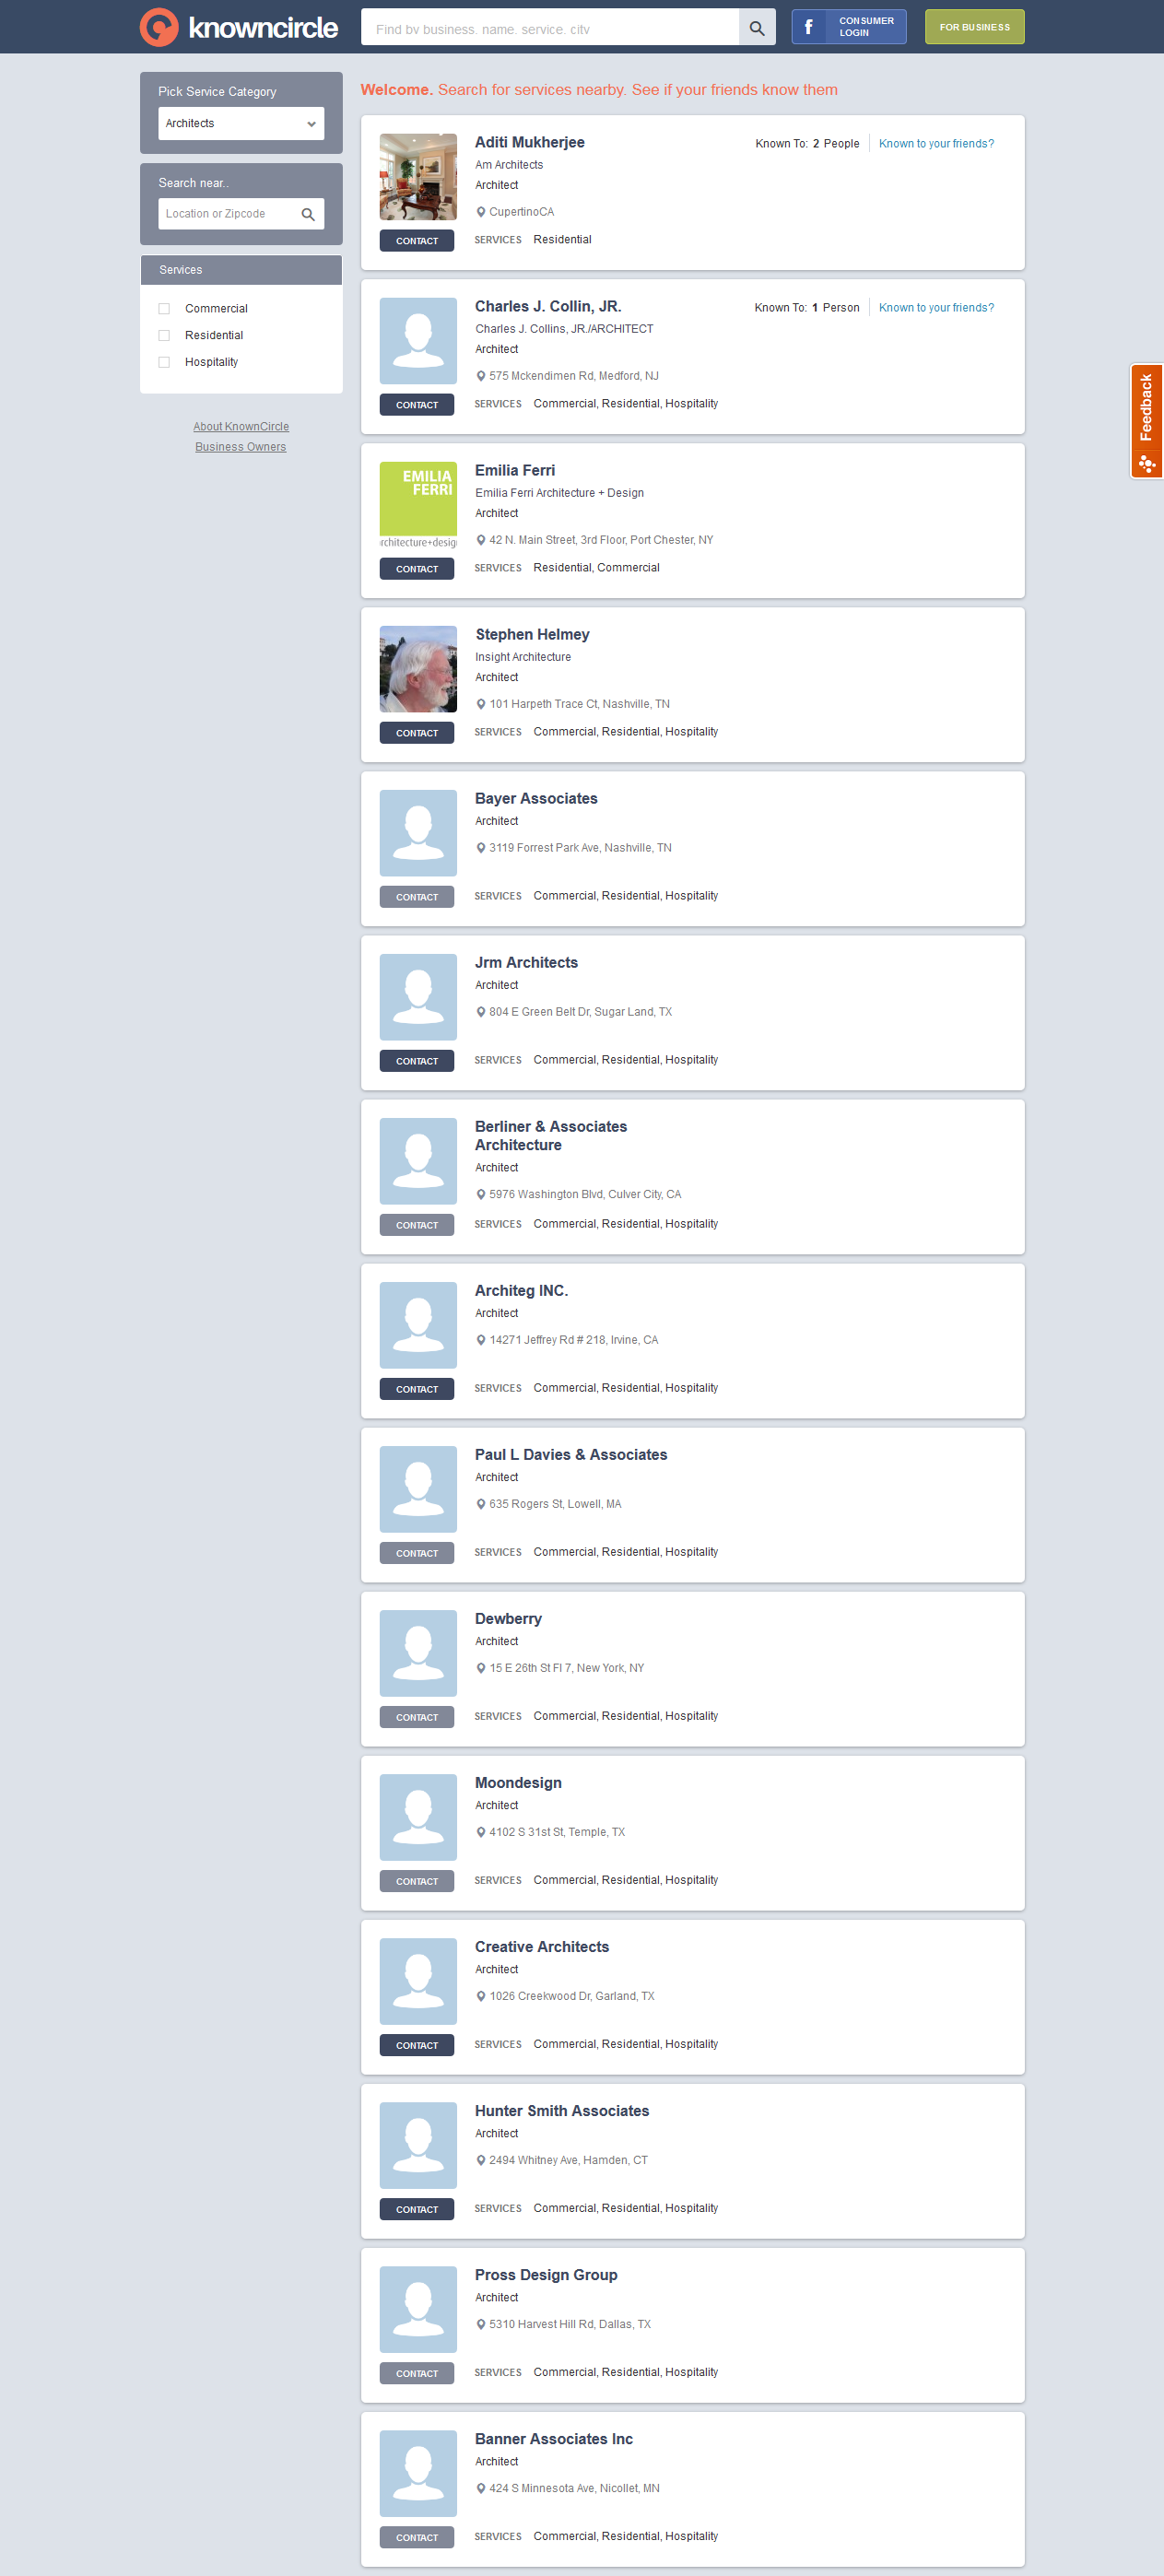 knowncircle
Find by business, name, service, city
CONSUMER
LOGIN
FOR BUSINESS
Pick Service Category
Architects
Search near..
Location or Zipcode
Services
Commercial
Residential
Hospitality
About KnownCircle
Business Owners
Welcome. Search for services nearby. See if your friends know them
Aditi Mukherjee
Known To: 2 People
Known to your friends?
Am Architects
Architect
CupertinoCA
CONTACT
SERVICES Residential
Charles J. Collin, JR.
Known To: 1 Person
Known to your friends?
Charles J. Collins, JR./ARCHITECT
Architect
575 Mckendimen Rd, Medford, NJ
CONTACT
SERVICES Commercial, Residential, Hospitality
Feedback
EMILIA
FERRI
rchitecture+desig
Emilia Ferri
Emilia Ferri Architecture + Design
Architect
42 N. Main Street, 3rd Floor, Port Chester, NY
CONTACT
SERVICES Residential, Commercial
Stephen Helmey
Insight Architecture
Architect
101 Harpeth Trace Ct, Nashville, TN
CONTACT
SERVICES Commercial, Residential, Hospitality
Bayer Associates
Architect
3119 Forrest Park Ave, Nashville, TN
CONTACT
SERVICES Commercial, Residential, Hospitality
Jrm Architects
Architect
804 E Green Belt Dr, Sugar Land, TX
CONTACT
SERVICES Commercial, Residential, Hospitality
Berliner & Associates
Architecture
Architect
5976 Washington Blvd, Culver City, CA
CONTACT
SERVICES Commercial, Residential, Hospitality
Architeg INC.
Architect
14271 Jeffrey Rd # 218, Irvine, CA
CONTACT
SERVICES Commercial, Residential, Hospitality
Paul L Davies & Associates
Architect
635 Rogers St, Lowell, MA
CONTACT
SERVICES Commercial, Residential, Hospitality
Dewberry
Architect
15 E 26th St Fl 7, New York, NY
CONTACT
SERVICES Commercial, Residential, Hospitality
Moondesign
Architect
4102 S 31st St, Temple, TX
CONTACT
SERVICES Commercial, Residential, Hospitality
Creative Architects
Architect
1026 Creekwood Dr, Garland, TX
CONTACT
SERVICES Commercial, Residential, Hospitality
Hunter Smith Associates
Architect
2494 Whitney Ave, Hamden, CT
CONTACT
SERVICES Commercial, Residential, Hospitality
Pross Design Group
Architect
5310 Harvest Hill Rd, Dallas, TX
CONTACT
SERVICES Commercial, Residential, Hospitality
Banner Associates Inc
Architect
424 S Minnesota Ave, Nicollet, MN
CONTACT
SERVICES Commercial, Residential, Hospitality